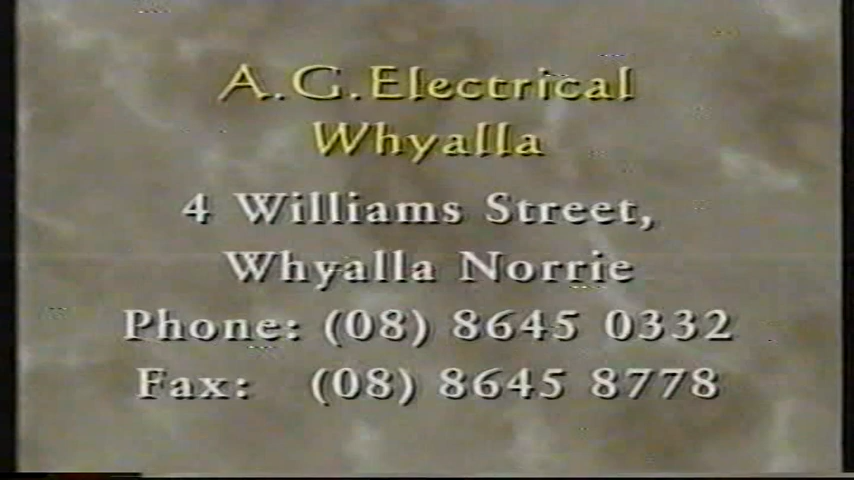 A.G.Electrical
Whyalla
4 Williams Street,
Whyalla Norrie
Phone: (08) 8645 0332
Fax: (08) 8645 8778